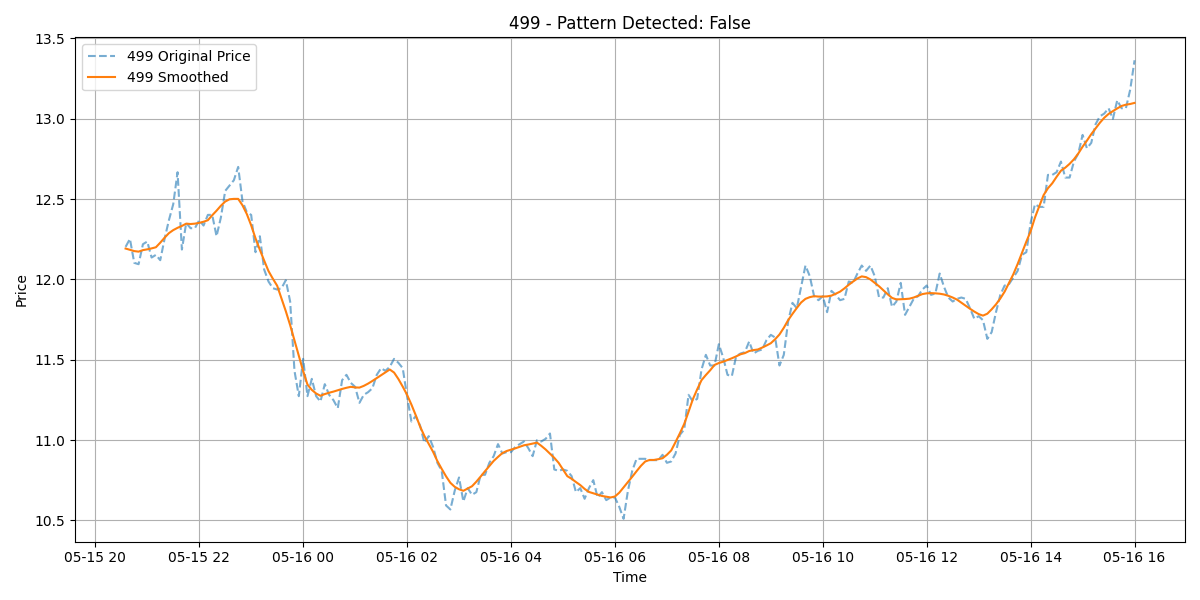 499 - Pattern Detected: False
499 Original Price
499 Smoothed
Price
13.5
13.0
12.5
12.0
11.5
11.0
10.5
05-15 20 05-15 22 05-16 00 05-16 02 05-16 04 05-16 06 05-16 08 05-16 10 05-16 12 05-16 14 05-16 16
Time